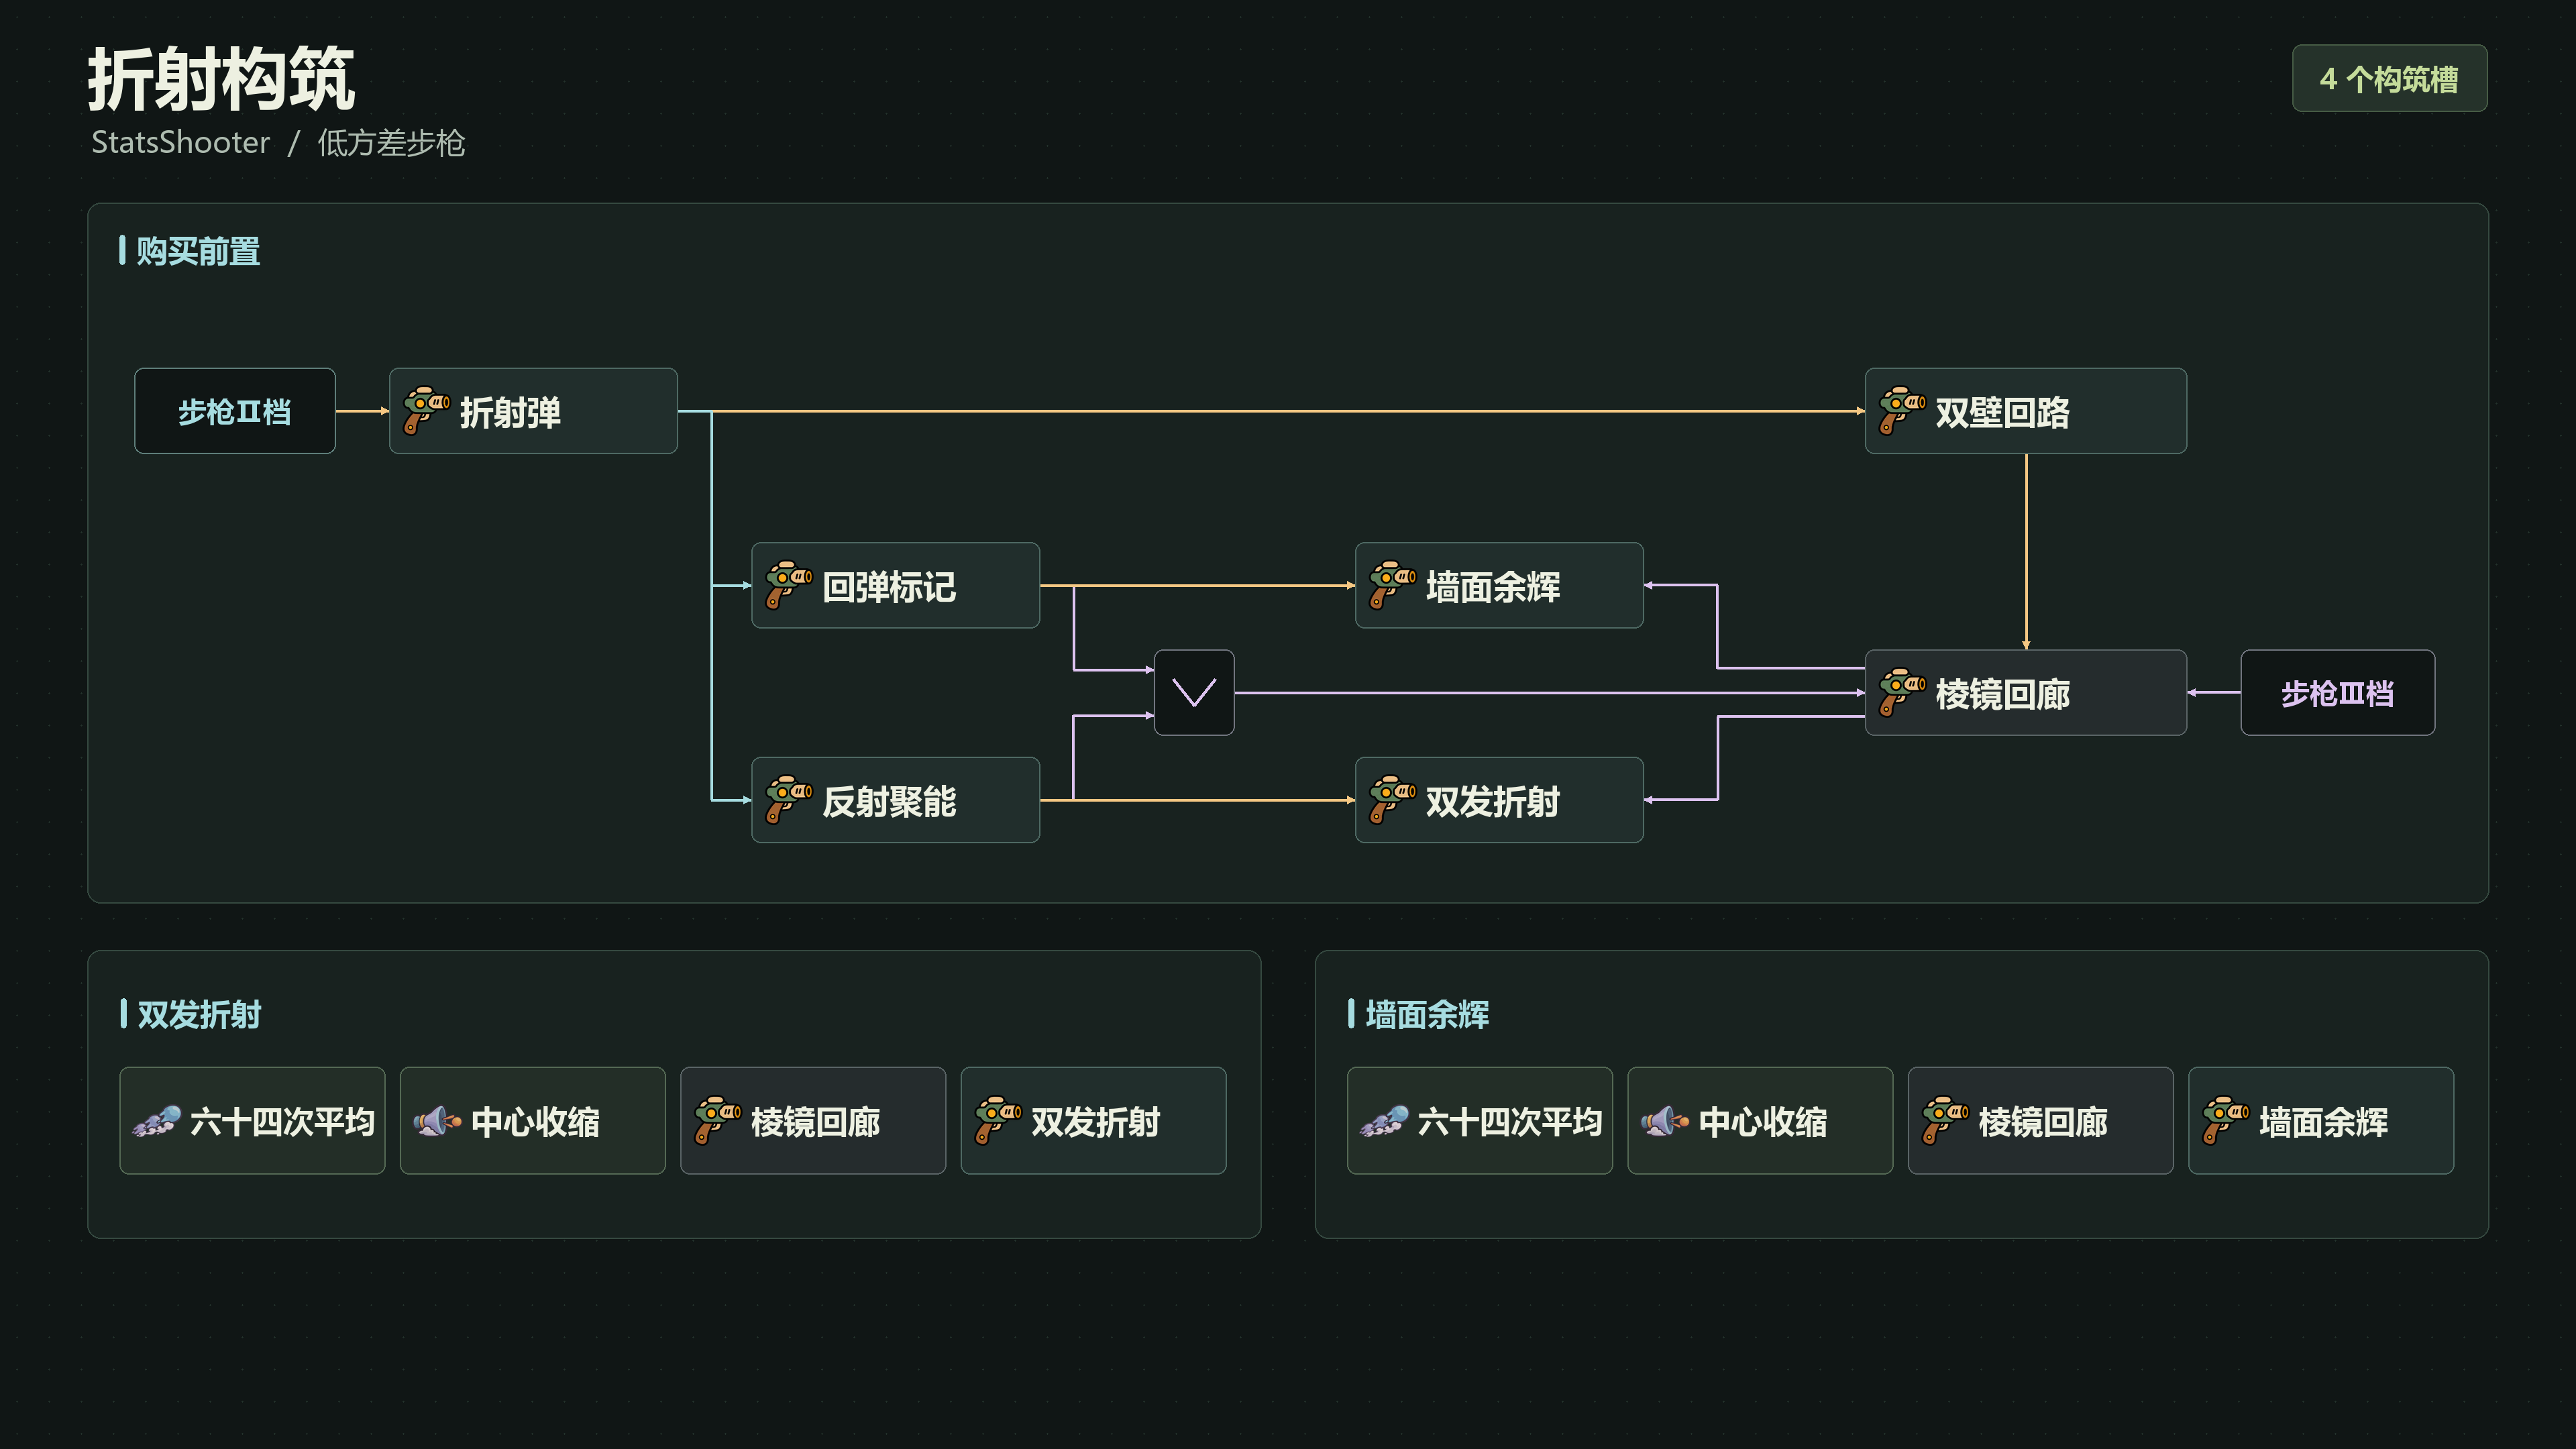 折射构筑
4 个构筑槽
StatsShooter / 低方差步枪
购买前置
步枪Ⅱ档
折射弹
双壁回路
回弹标记
墙面余辉
棱镜回廊
步枪Ⅲ档
反射聚能
双发折射
双发折射
六十四次平均
中心收缩
棱镜回廊
双发折射
墙面余辉
六十四次平均
中心收缩
棱镜回廊
墙面余辉